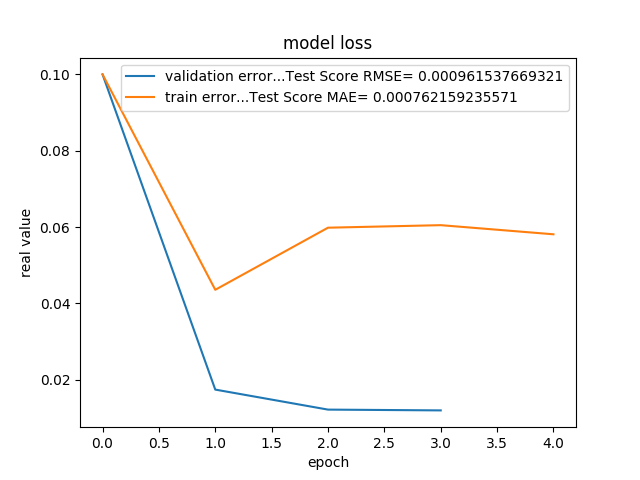 model loss
validation error...Test Score RMSE= 0.000961537669321
train error...Test Score MAE= 0.000762159235571
0.10
0.08
0.06
0.04
0.02
real value
0.0 0.5 1.0 1.5 2.0 2.5 3.0 3.5 4.0
epoch